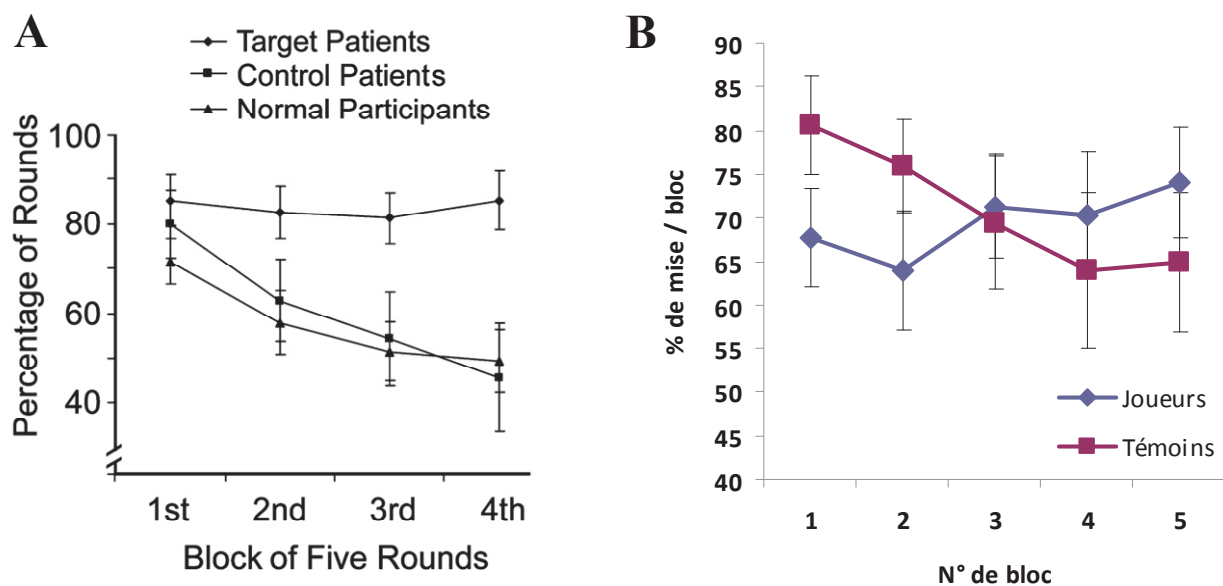 A
Target Patients
Control Patients
Normal Participants
Percentage of Rounds
100
80
60
40
1st 2nd 3rd 4th
Block of Five Rounds
B
% de mise / bloc
90
85
80
75
70
65
60
55
50
45
40
Joueurs
Témoins
1 2 3 4 5
N° de bloc